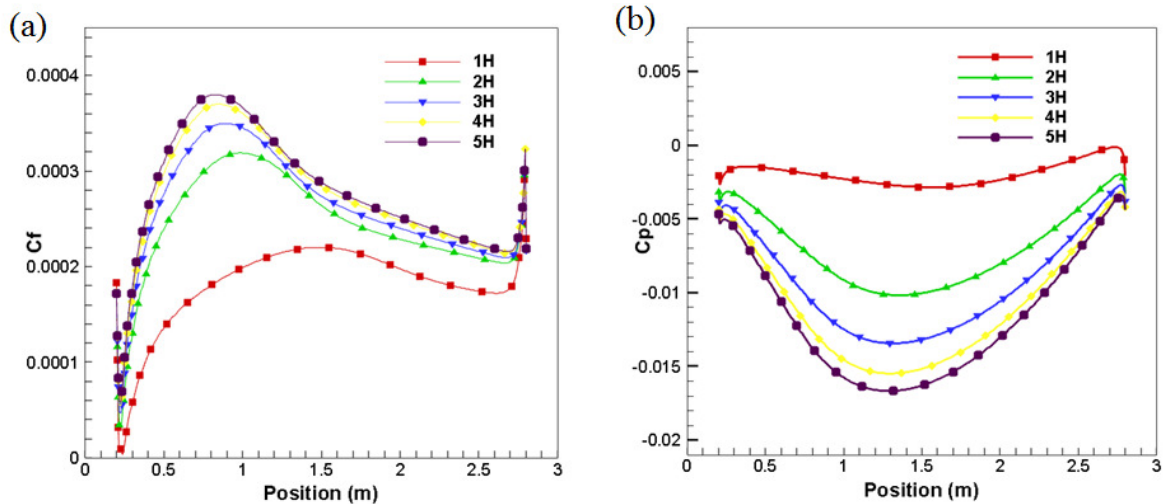 (a)
0.0004
0.0003
0.0002
0.0001
0
Cf
1H
2H
3H
4H
5H
0 0.5 1 1.5 2 2.5 3
Position (m)
(b)
0.005
0
-0.005
-0.01
-0.015
-0.02
Cp
1H
2H
3H
4H
5H
0 0.5 1 1.5 2 2.5 3
Position (m)